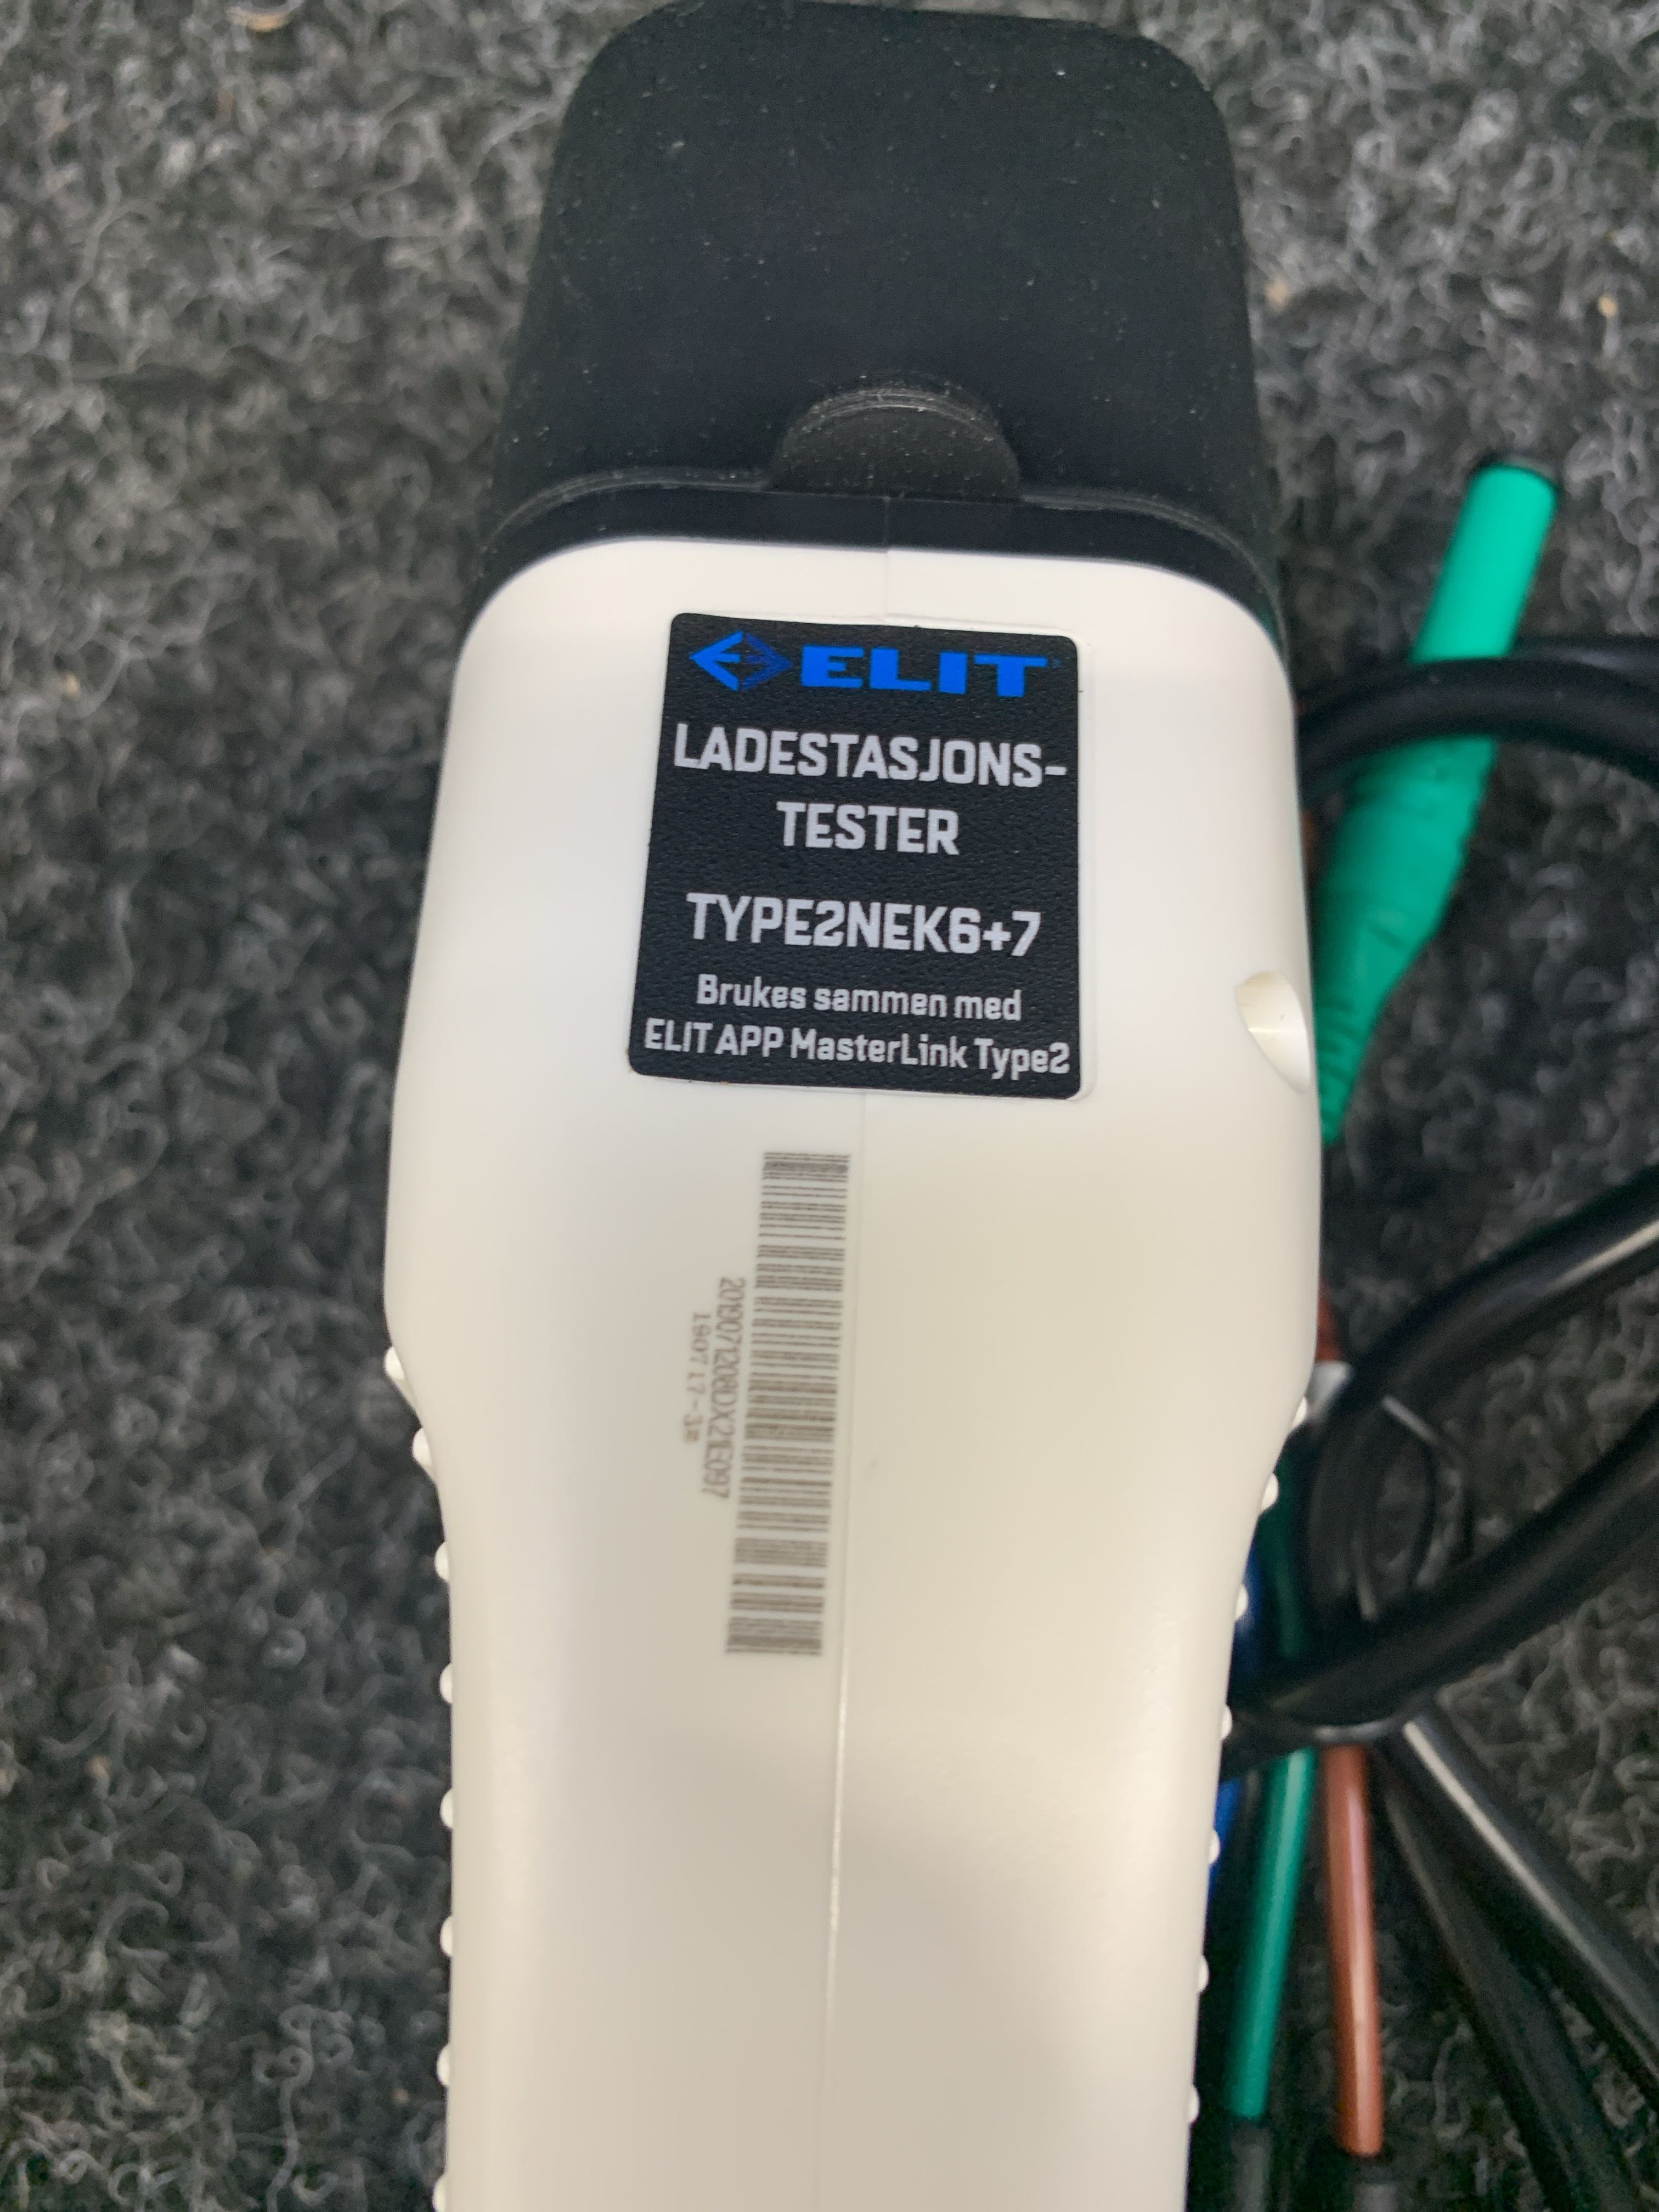 ELIT
LADESTASJONS-
TESTER
TYPE2NEK6+7
Brukes sammen med
ELIT APP MasterLink Type2